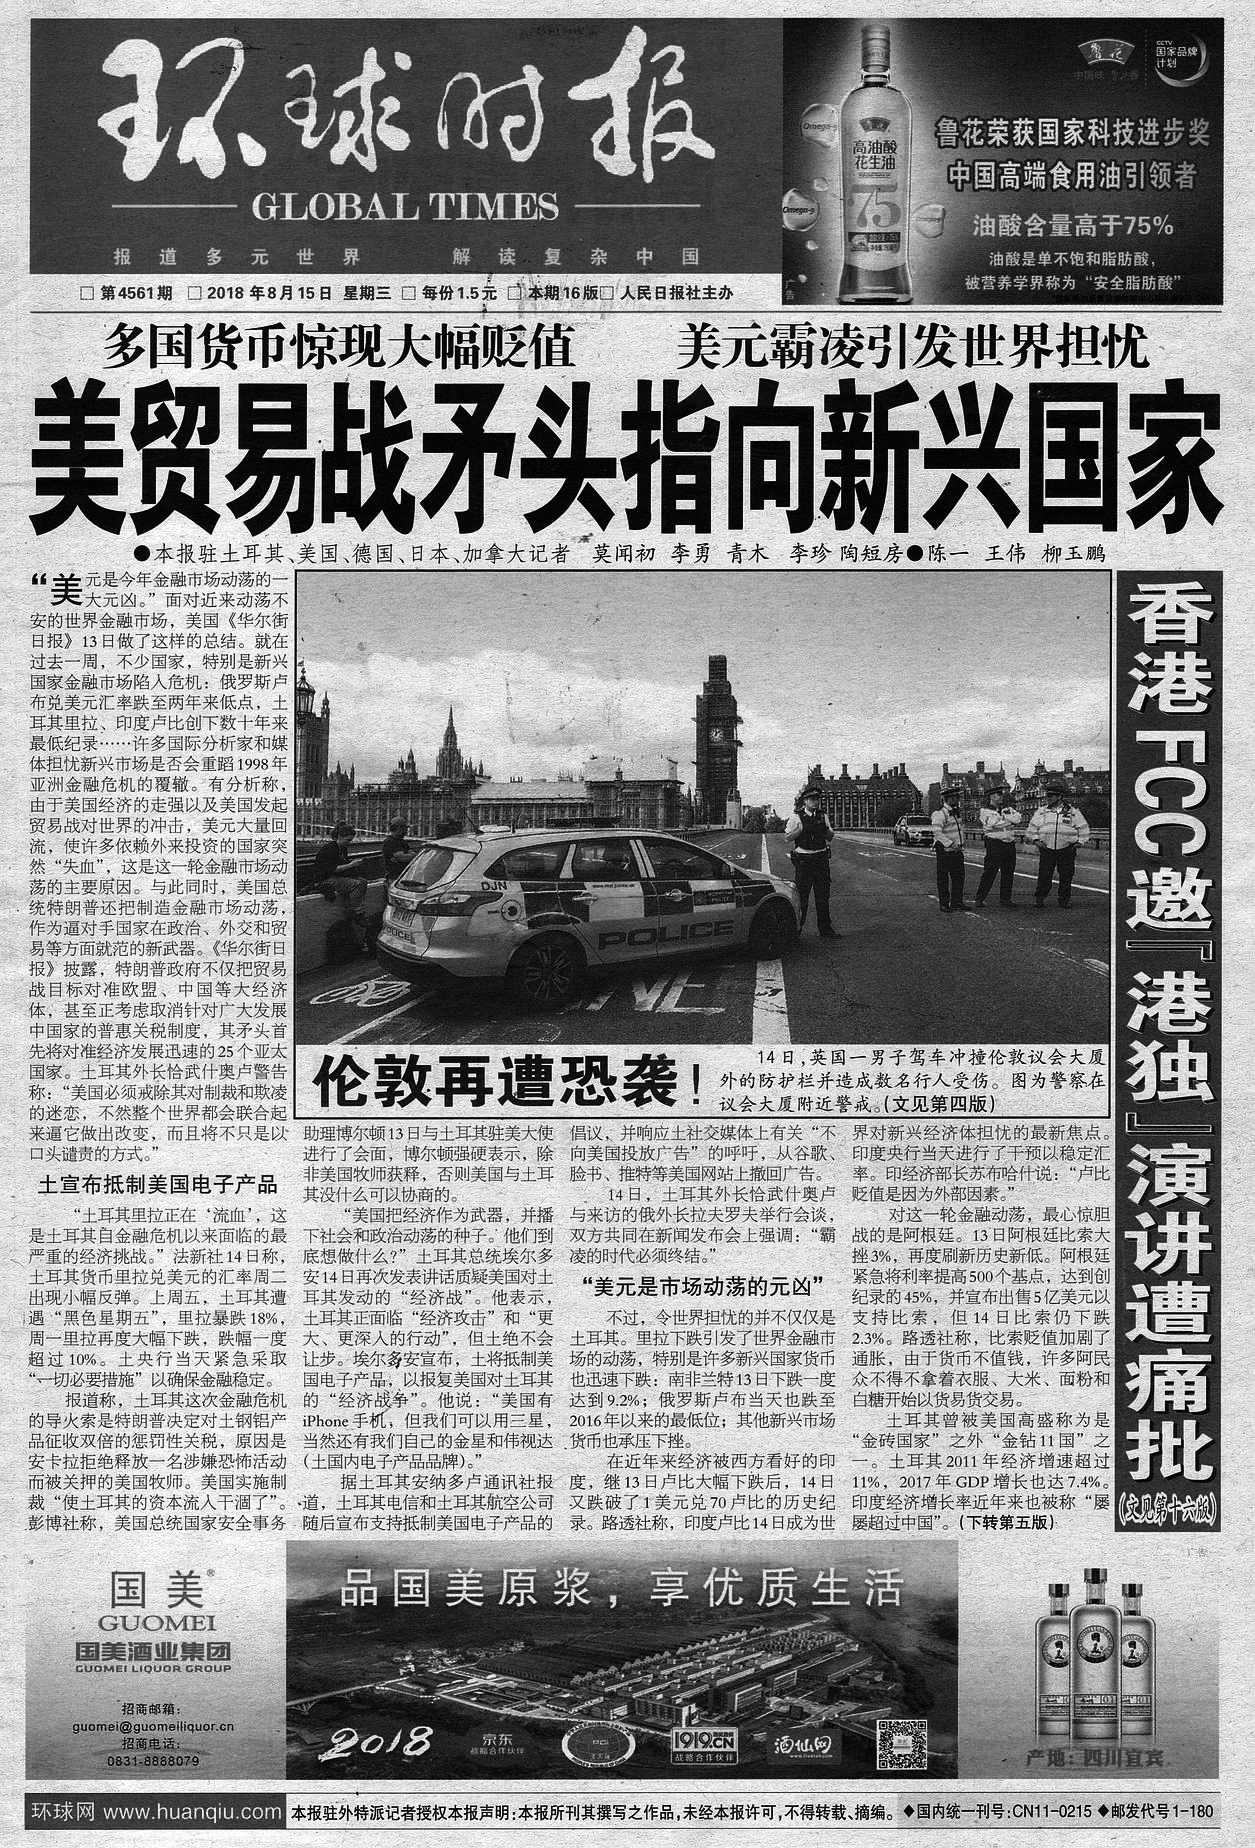 环球时报
GLOBAL TIMES
报道多元世界 解读复杂中国
鲁花
中国味 鲁花香
CCTV
国家品牌
计划
Omega-9
Omega-9
Omega-9
鲁花
高油酸
花生油
75
鲁花荣获国家科技进步奖
中国高端食用油引领者
油酸含量高于75%
油酸是单不饱和脂肪酸，
被营养学界称为“安全脂肪酸”
广告
□ 第4561期 □ 2018年8月15日 星期三 □ 每份1.5元 □ 本期16版□ 人民日报社主办
多国货币惊现大幅贬值 美元霸凌引发世界担忧
美贸易战矛头指向新兴国家
●本报驻土耳其、美国、德国、日本、加拿大记者 莫闻初 李勇 青木 李珍 陶短房●陈一 王伟 柳玉鹏
“美元是今年金融市场动荡的一
大元凶。”面对近来动荡不
安的世界金融市场，美国《华尔街
日报》13日做了这样的总结。就在
过去一周，不少国家，特别是新兴
国家金融市场陷入危机：俄罗斯卢
布兑美元汇率跌至两年来低点，土
耳其里拉、印度卢比创下数十年来
最低纪录……许多国际分析家和媒
体担忧新兴市场是否会重蹈1998年
亚洲金融危机的覆辙。有分析称，
由于美国经济的走强以及美国发起
贸易战对世界的冲击，美元大量回
流，使许多依赖外来投资的国家突
然“失血”，这是这一轮金融市场动
荡的主要原因。与此同时，美国总
统特朗普还把制造金融市场动荡，
作为逼对手国家在政治、外交和贸
易等方面就范的新武器。《华尔街日
报》披露，特朗普政府不仅把贸易
战目标对准欧盟、中国等大经济
体，甚至正考虑取消针对广大发展
中国家的普惠关税制度，其矛头首
先将对准经济发展迅速的25个亚太
国家。土耳其外长恰武什奥卢警告
称：“美国必须戒除其对制裁和欺凌
的迷恋，不然整个世界都会联合起
来逼它做出改变，而且将不只是以
口头谴责的方式。”
土宣布抵制美国电子产品
“土耳其里拉正在‘流血’，这
是土耳其自金融危机以来面临的最
严重的经济挑战。”法新社14日称，
土耳其货币里拉兑美元的汇率周二
出现小幅反弹。上周五，土耳其遭
遇“黑色星期五”，里拉暴跌18%，
周一里拉再度大幅下跌，跌幅一度
超过10%。土央行当天紧急采取
“一切必要措施”以确保金融稳定。
报道称，土耳其这次金融危机
的导火索是特朗普决定对土钢铝产
品征收双倍的惩罚性关税，原因是
安卡拉拒绝释放一名涉嫌恐怖活动
而被关押的美国牧师。美国实施制
裁“使土耳其的资本流入干涸了”。
彭博社称，美国总统国家安全事务
DJN
POLICE
伦敦再遭恐袭！
14日，英国一男子驾车冲撞伦敦议会大厦
外的防护栏并造成数名行人受伤。图为警察在
议会大厦附近警戒。（文见第四版）
助理博尔顿13日与土耳其驻美大使
进行了会面，博尔顿强硬表示，除
非美国牧师获释，否则美国与土耳
其没什么可以协商的。
“美国把经济作为武器，并播
下社会和政治动荡的种子。他们到
底想做什么？”土耳其总统埃尔多
安14日再次发表讲话质疑美国对土
耳其发动的“经济战”。他表示，
土耳其正面临“经济攻击”和“更
大、更深入的行动”，但土绝不会
让步。埃尔多安宣布，土将抵制美
国电子产品，以报复美国对土耳其
的“经济战争”。他说：“美国有
iPhone手机，但我们可以用三星，
当然还有我们自己的金星和伟视达
（土国内电子产品品牌）。”
据土耳其安纳多卢通讯社报
道，土耳其电信和土耳其航空公司
随后宣布支持抵制美国电子产品的
倡议，并响应土社交媒体上有关“不
向美国投放广告”的呼吁，从谷歌、
脸书、推特等美国网站上撤回广告。
14日，土耳其外长恰武什奥卢
与来访的俄外长拉夫罗夫举行会谈，
双方共同在新闻发布会上强调：“霸
凌的时代必须终结。”
“美元是市场动荡的元凶”
不过，令世界担忧的并不仅仅是
土耳其。里拉下跌引发了世界金融市
场的动荡，特别是许多新兴国家货币
也迅速下跌：南非兰特13日下跌一度
达到9.2%；俄罗斯卢布当天也跌至
2016年以来的最低位；其他新兴市场
货币也承压下挫。
在近年来经济被西方看好的印
度，继13日卢比大幅下跌后，14日
又跌破了1美元兑70卢比的历史纪
录。路透社称，印度卢比14日成为世
界对新兴经济体担忧的最新焦点。
印度央行当天进行了干预以稳定汇
率。印经济部长苏布哈什说：“卢比
贬值是因为外部因素。”
对这一轮金融动荡，最心惊胆
战的是阿根廷。13日阿根廷比索大
挫3%，再度刷新历史新低。阿根廷
紧急将利率提高500个基点，达到创
纪录的45%，并宣布出售5亿美元以
支持比索，但14日比索仍下跌
2.3%。路透社称，比索贬值加剧了
通胀，由于货币不值钱，许多阿民
众不得不拿着衣服、大米、面粉和
白糖开始以货易货交易。
土耳其曾被美国高盛称为是
“金砖国家”之外“金钻11国”之
一。土耳其2011年经济增速超过
11%，2017年GDP增长也达7.4%。
印度经济增长率近年来也被称“屡
屡超过中国”。（下转第五版）
香港FCC邀『港独』演讲遭痛批
（文见第十六版）
广告
国美®
GUOMEI
国美酒业集团
GUOMEI LIQUOR GROUP
招商邮箱：
guomei@guomeiliquor.cn
招商电话：
0831-8888079
品国美原浆，享优质生活
2018
京东
战略合作伙伴
1919.CN
战略合作伙伴
酒仙网
产地：四川宜宾
环球网 www.huanqiu.com
本报驻外特派记者授权本报声明：本报所刊其撰写之作品，未经本报许可，不得转载、摘编。◆国内统一刊号：CN11-0215 ◆邮发代号1-180